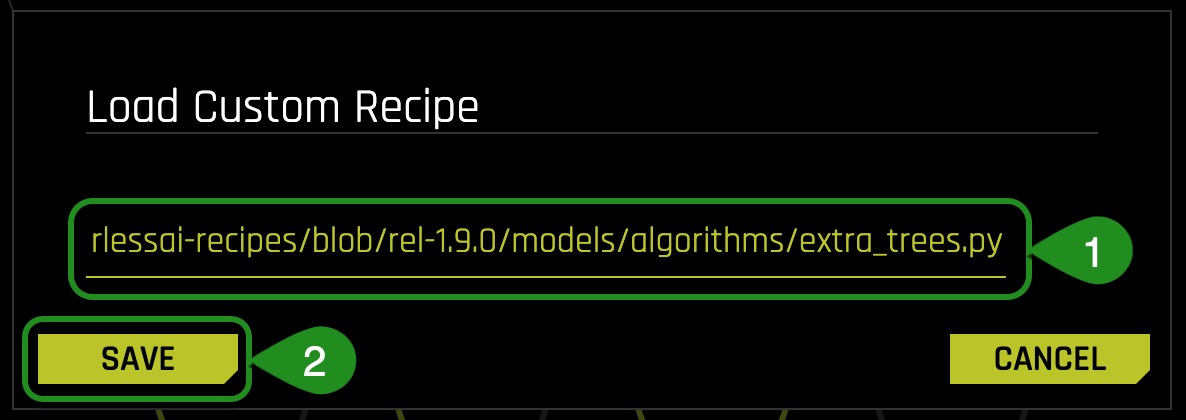 Load Custom Recipe
rlessai-recipes/blob/rel-1.9.0/models/algorithms/extra_trees.py
1
SAVE
2
CANCEL